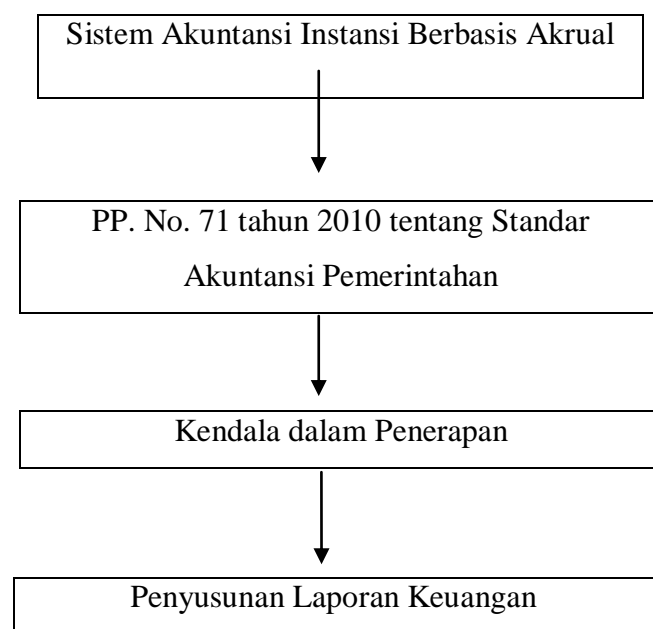 Sistem Akuntansi Instansi Berbasis Akrual
PP. No. 71 tahun 2010 tentang Standar
Akuntansi Pemerintahan
Kendala dalam Penerapan
Penyusunan Laporan Keuangan